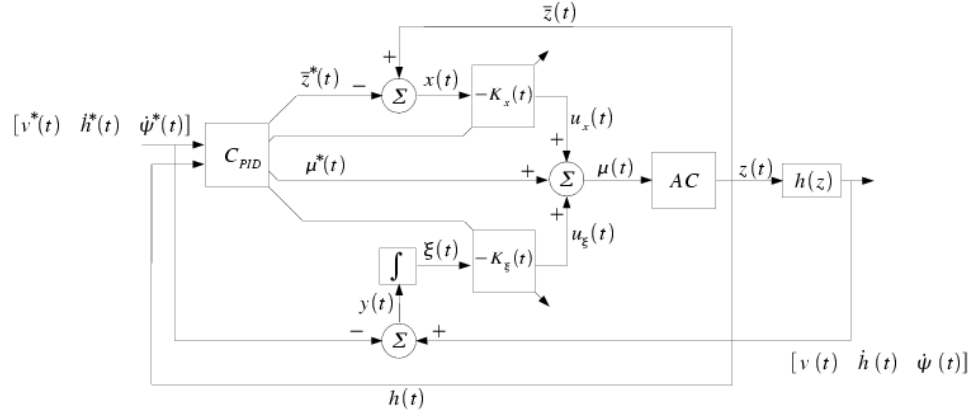 z̅(t)
+
z̅*(t)
−
Σ
x(t)
−K_x(t)
[v*(t) ḣ*(t) ψ̇*(t)]
u_x(t)
+
C_PID
μ*(t)
+
Σ
μ(t)
AC
z(t)
h(z)
+
u_ξ(t)
ξ(t)
∫
−K_ξ(t)
y(t)
−
Σ
+
[v (t) ḣ (t) ψ̇ (t)]
h(t)